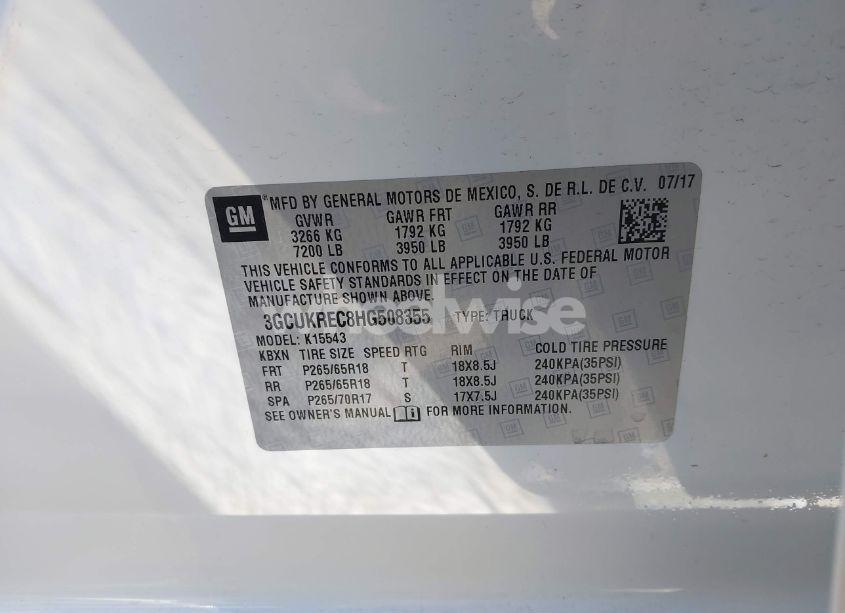 GM
® MFD BY GENERAL MOTORS DE MEXICO, S. DE R.L. DE C.V. 07/17
GVWR GAWR FRT GAWR RR
3266 KG 1792 KG 1792 KG
7200 LB 3950 LB 3950 LB
THIS VEHICLE CONFORMS TO ALL APPLICABLE U.S. FEDERAL MOTOR
VEHICLE SAFETY STANDARDS IN EFFECT ON THE DATE OF
MANUFACTURE SHOWN ABOVE.
3GCUKREC8HG508355 TYPE: TRUCK
MODEL: K15543
KBXN TIRE SIZE SPEED RTG RIM COLD TIRE PRESSURE
FRT P265/65R18 T 18X8.5J 240KPA(35PSI)
RR P265/65R18 T 18X8.5J 240KPA(35PSI)
SPA P265/70R17 S 17X7.5J 240KPA(35PSI)
SEE OWNER'S MANUAL FOR MORE INFORMATION.